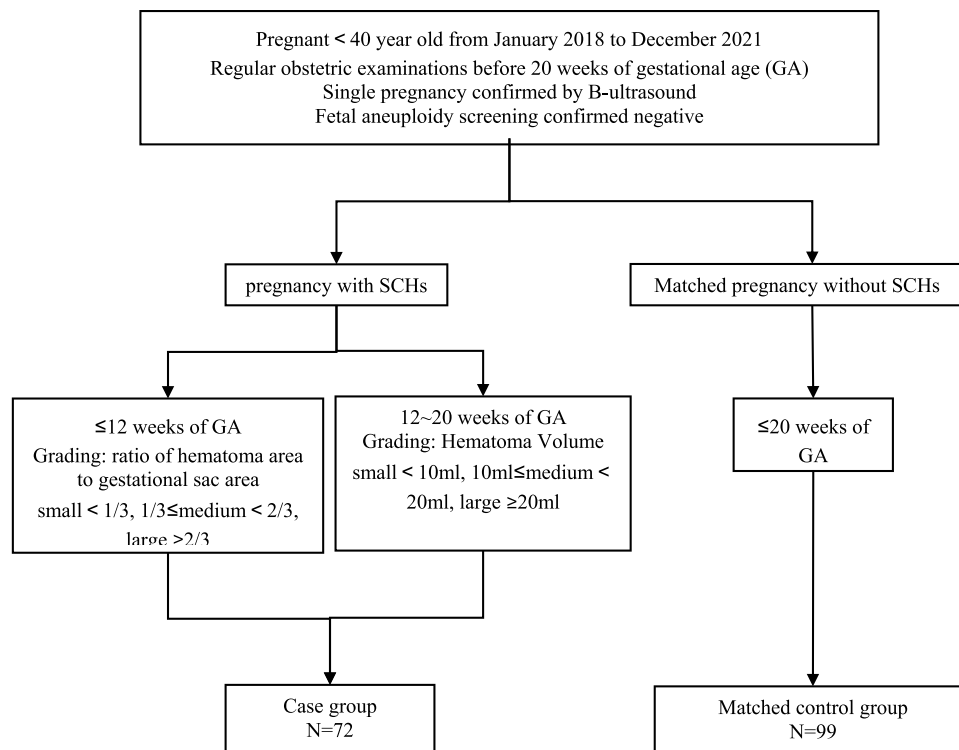 Pregnant < 40 year old from January 2018 to December 2021
Regular obstetric examinations before 20 weeks of gestational age (GA)
Single pregnancy confirmed by B-ultrasound
Fetal aneuploidy screening confirmed negative
pregnancy with SCHs
Matched pregnancy without SCHs
≤12 weeks of GA
Grading: ratio of hematoma area
to gestational sac area
small < 1/3, 1/3≤medium < 2/3,
large >2/3
12~20 weeks of GA
Grading: Hematoma Volume
small < 10ml, 10ml≤medium <
20ml, large ≥20ml
≤20 weeks of
GA
Case group
N=72
Matched control group
N=99